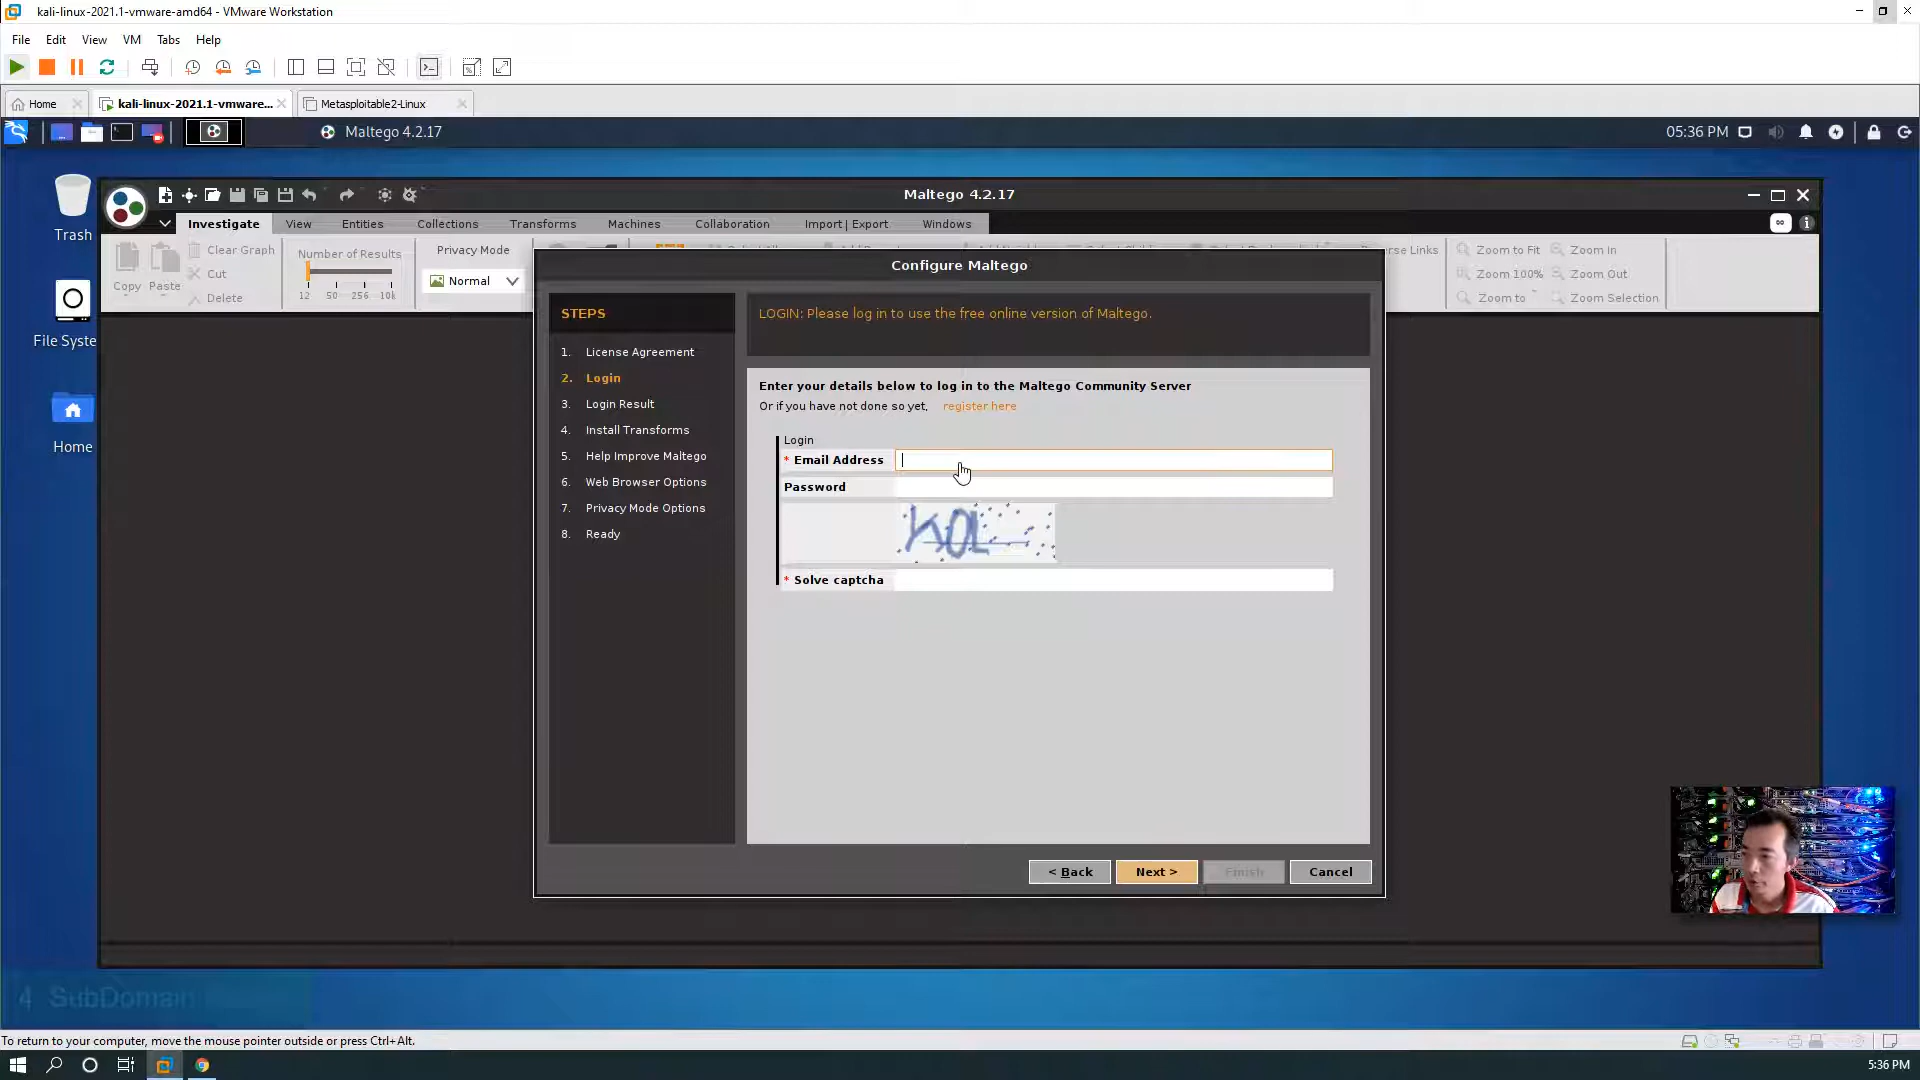 kali-linux-2021.1-vmware-amd64 - VMware Workstation
File Edit View VM Tabs Help
Home kali-linux-2021.1-vmware... Metasploitable2-Linux
Maltego 4.2.17 05:36 PM
Trash
File Syste
Home
Maltego 4.2.17
Investigate View Entities Collections Transforms Machines Collaboration Import | Export Windows
Copy Paste Clear Graph Cut Delete
Number of Results
12 50 256 10k
Privacy Mode
Normal
Links
Zoom to Fit Zoom In
Zoom 100% Zoom Out
Zoom to Zoom Selection
Configure Maltego
STEPS
1. License Agreement
2. Login
3. Login Result
4. Install Transforms
5. Help Improve Maltego
6. Web Browser Options
7. Privacy Mode Options
8. Ready
LOGIN: Please log in to use the free online version of Maltego.
Enter your details below to log in to the Maltego Community Server
Or if you have not done so yet, register here
Login
* Email Address
Password
* Solve captcha
< Back Next > Finish Cancel
4 SubDomain
To return to your computer, move the mouse pointer outside or press Ctrl+Alt.
5:36 PM